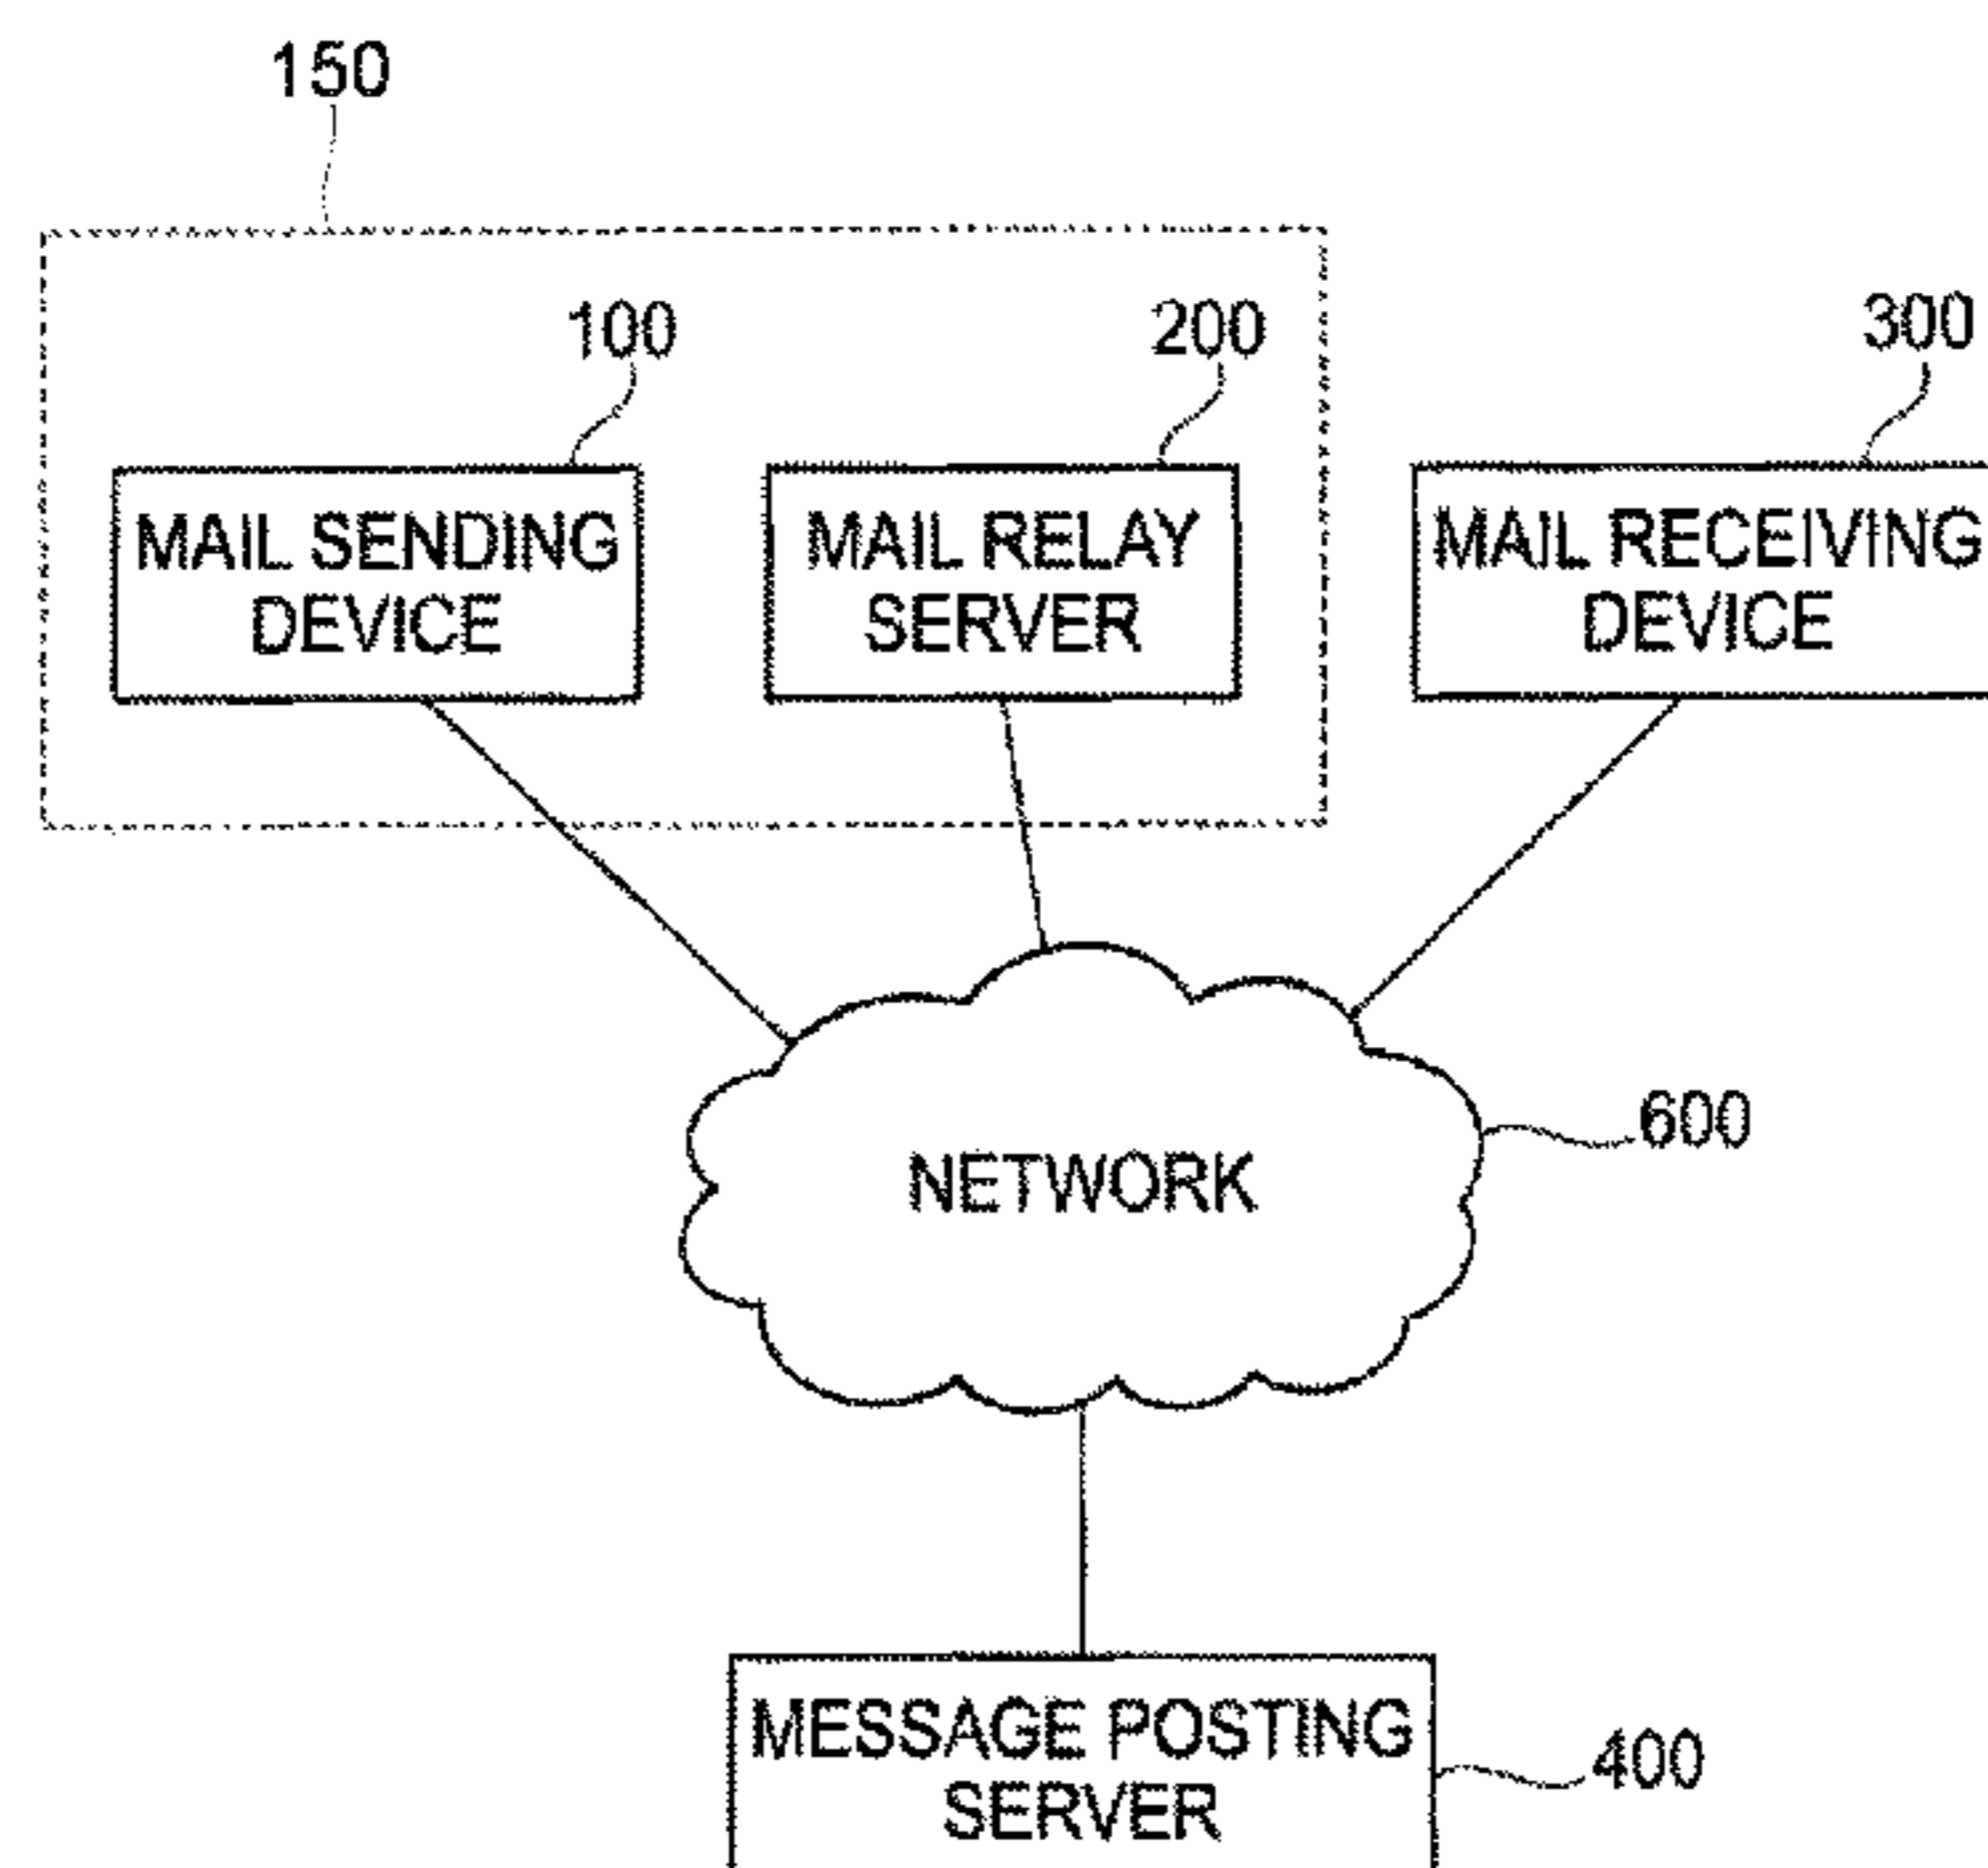 150
100
200
300
MAIL SENDING
DEVICE
MAIL RELAY
SERVER
MAIL RECEIVING
DEVICE
600
NETWORK
MESSAGE POSTING
SERVER
400